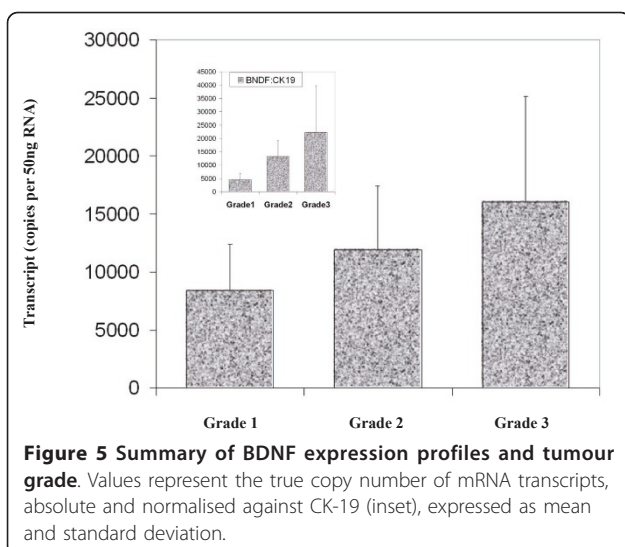 30000
25000
20000
15000
10000
5000
0
Transcript (copies per 50ng RNA)
45000
40000
35000
30000
25000
20000
15000
10000
5000
0
BNDF:CK19
Grade1 Grade2 Grade3
Grade 1 Grade 2 Grade 3
Figure 5 Summary of BDNF expression profiles and tumour
grade. Values represent the true copy number of mRNA transcripts,
absolute and normalised against CK-19 (inset), expressed as mean
and standard deviation.